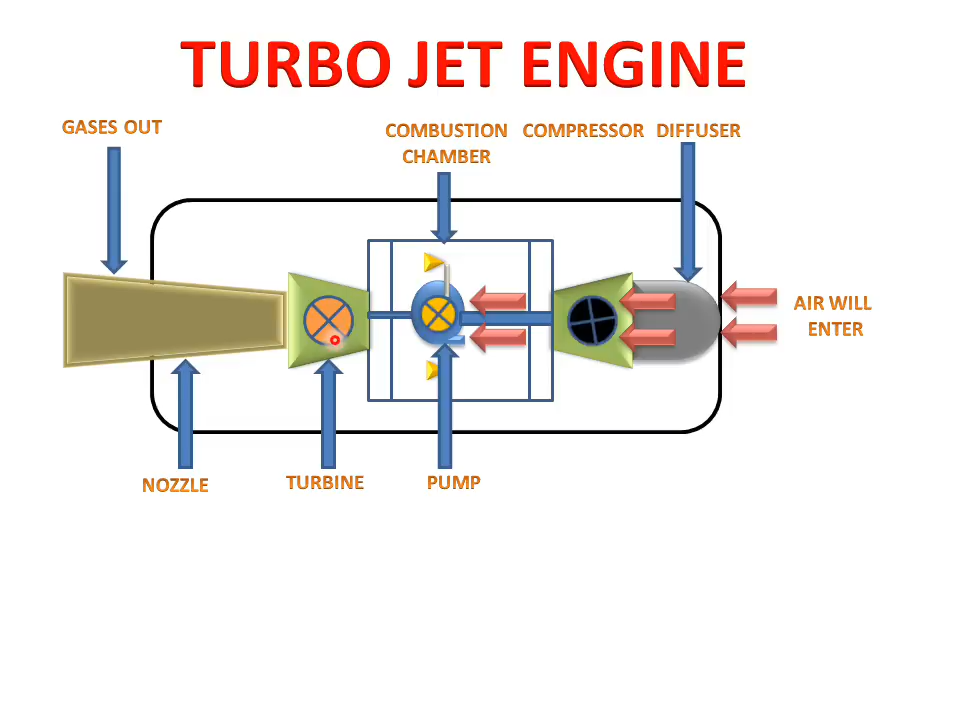 TURBO JET ENGINE
GASES OUT
COMBUSTION
CHAMBER
COMPRESSOR
DIFFUSER
AIR WILL
ENTER
NOZZLE
TURBINE
PUMP